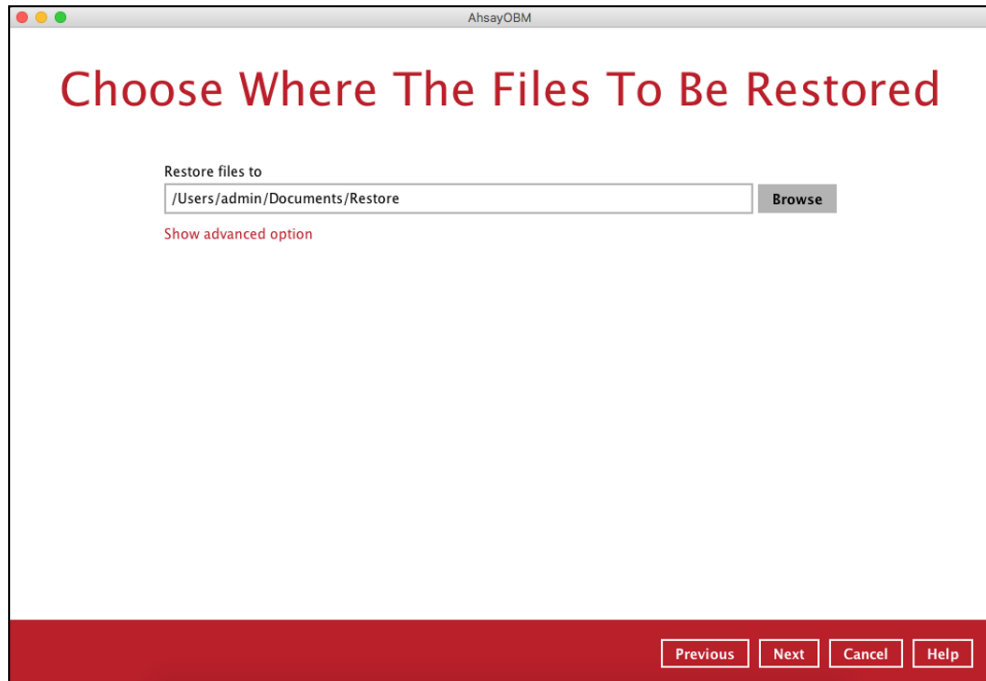 AhsayOBM
Choose Where The Files To Be Restored
Restore files to
/Users/admin/Documents/Restore Browse
Show advanced option
Previous Next Cancel Help